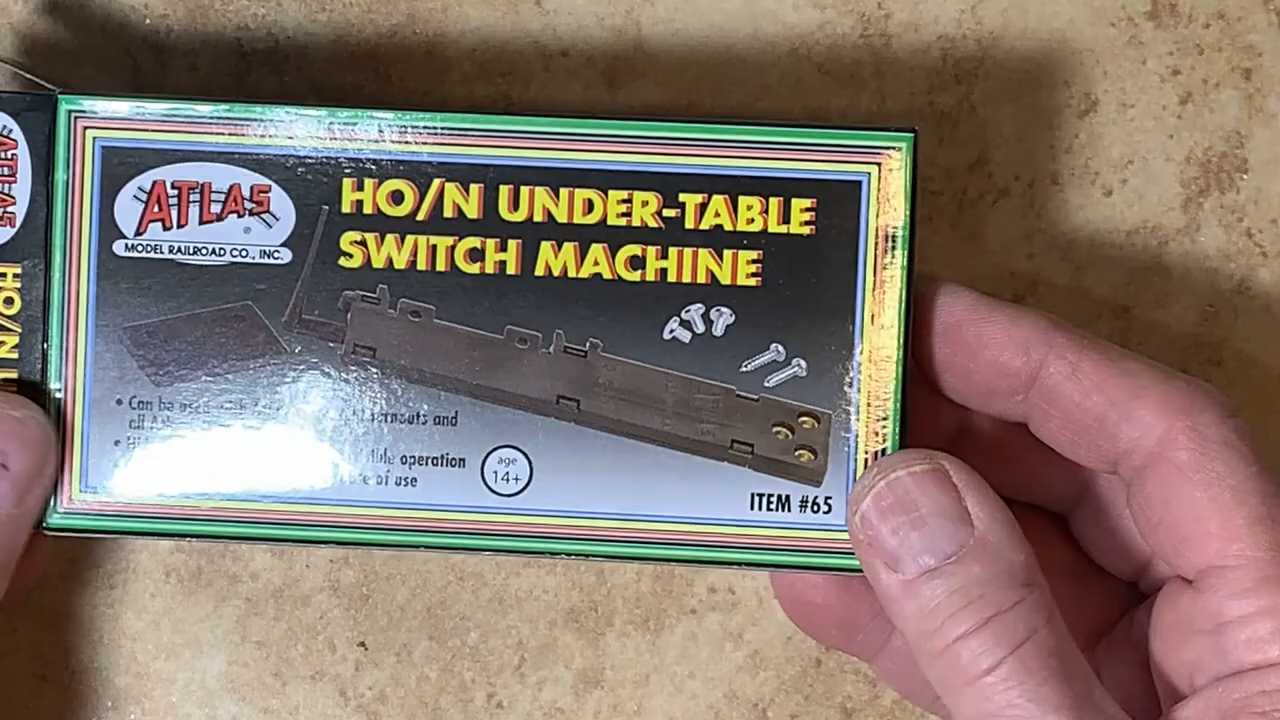 ATLAS
HO/N
ATLAS
®
MODEL RAILROAD CO., INC.
HO/N UNDER-TABLE
SWITCH MACHINE
• Can be used turnouts and
all
operation
of use
age
14+
ITEM #65